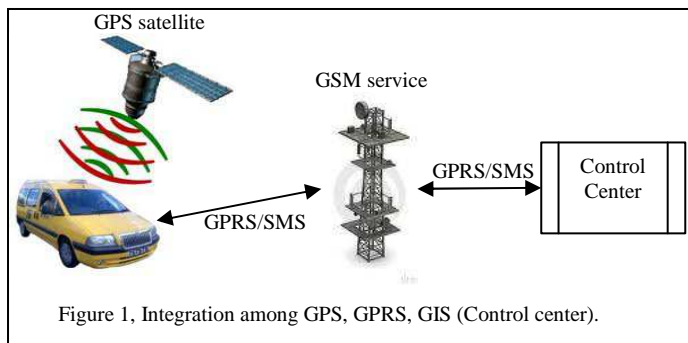 GPS satellite
GSM service
GPRS/SMS
GPRS/SMS
Control
Center
Figure 1, Integration among GPS, GPRS, GIS (Control center).